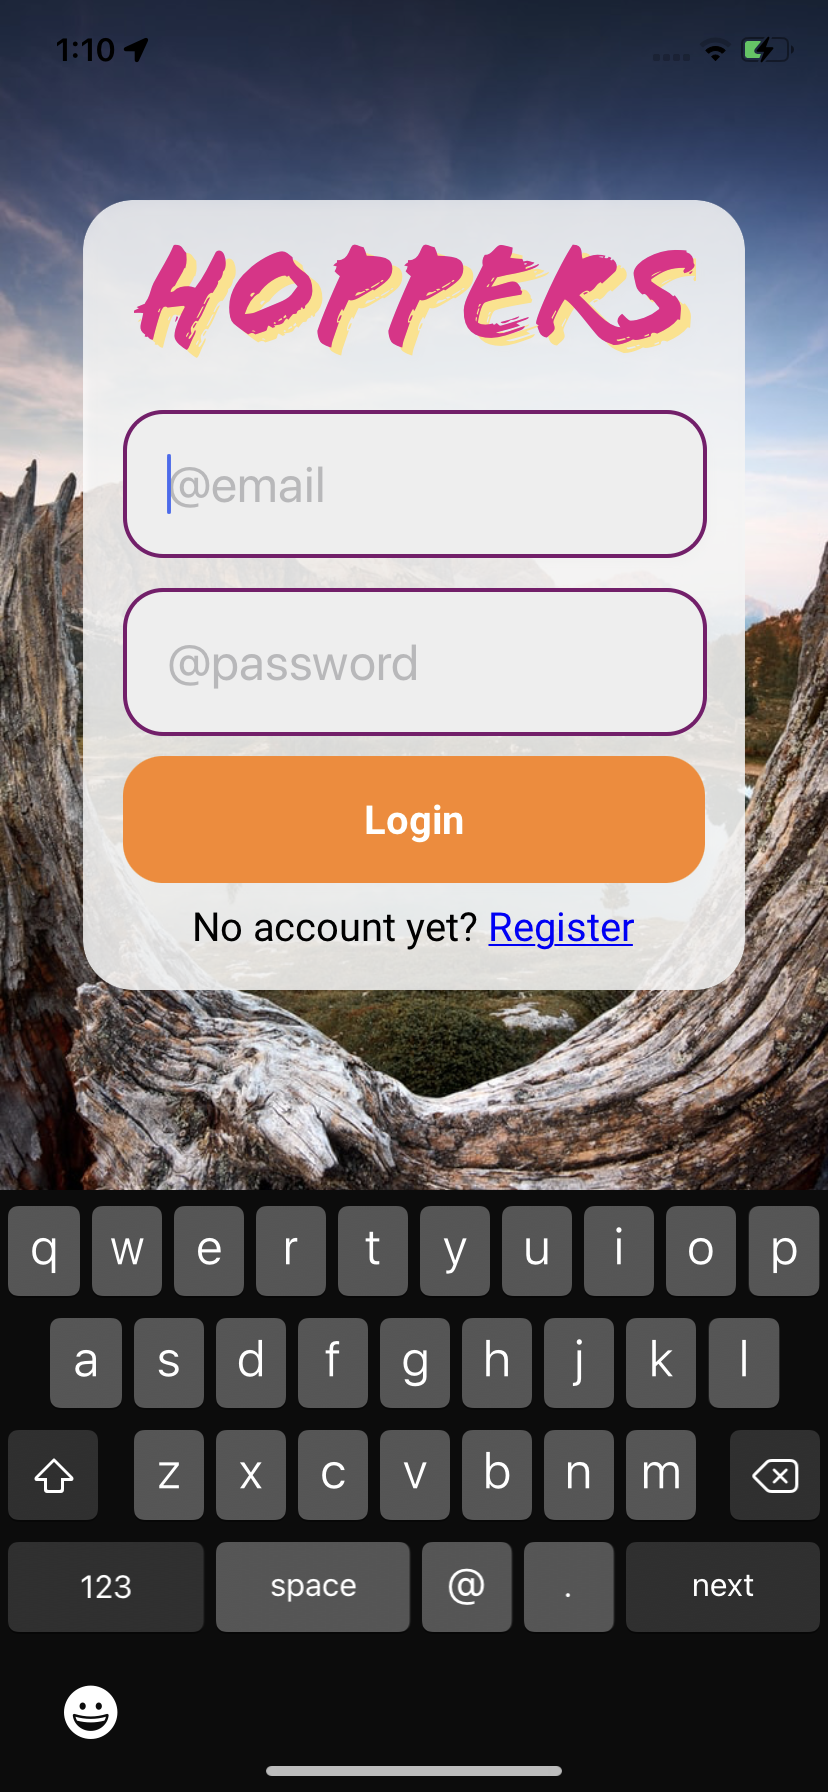 1:10
HOPPERS
@email
@password
Login
No account yet? Register
q w e r t y u i o p
a s d f g h j k l
z x c v b n m
123 space @ . next